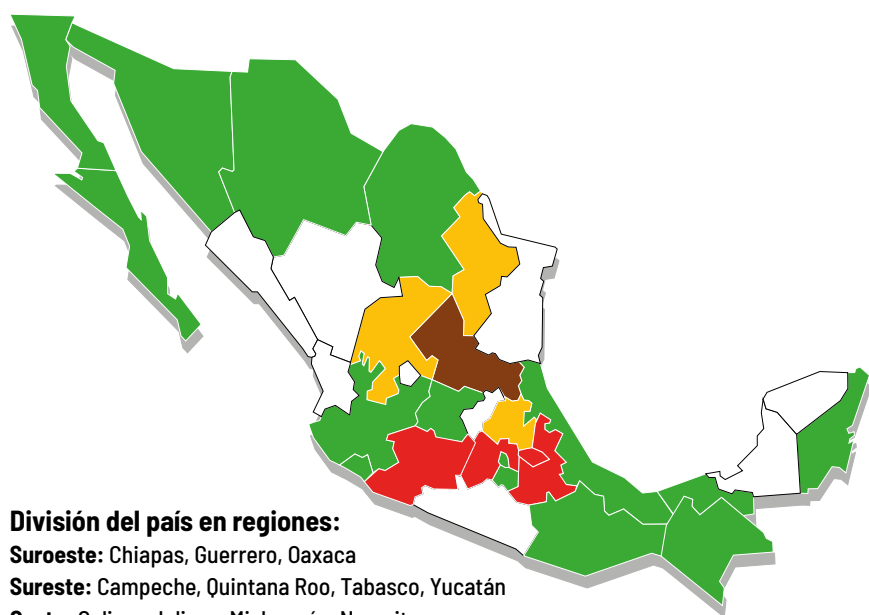 División del país en regiones:
Suroeste: Chiapas, Guerrero, Oaxaca
Sureste: Campeche, Quintana Roo, Tabasco, Yucatán